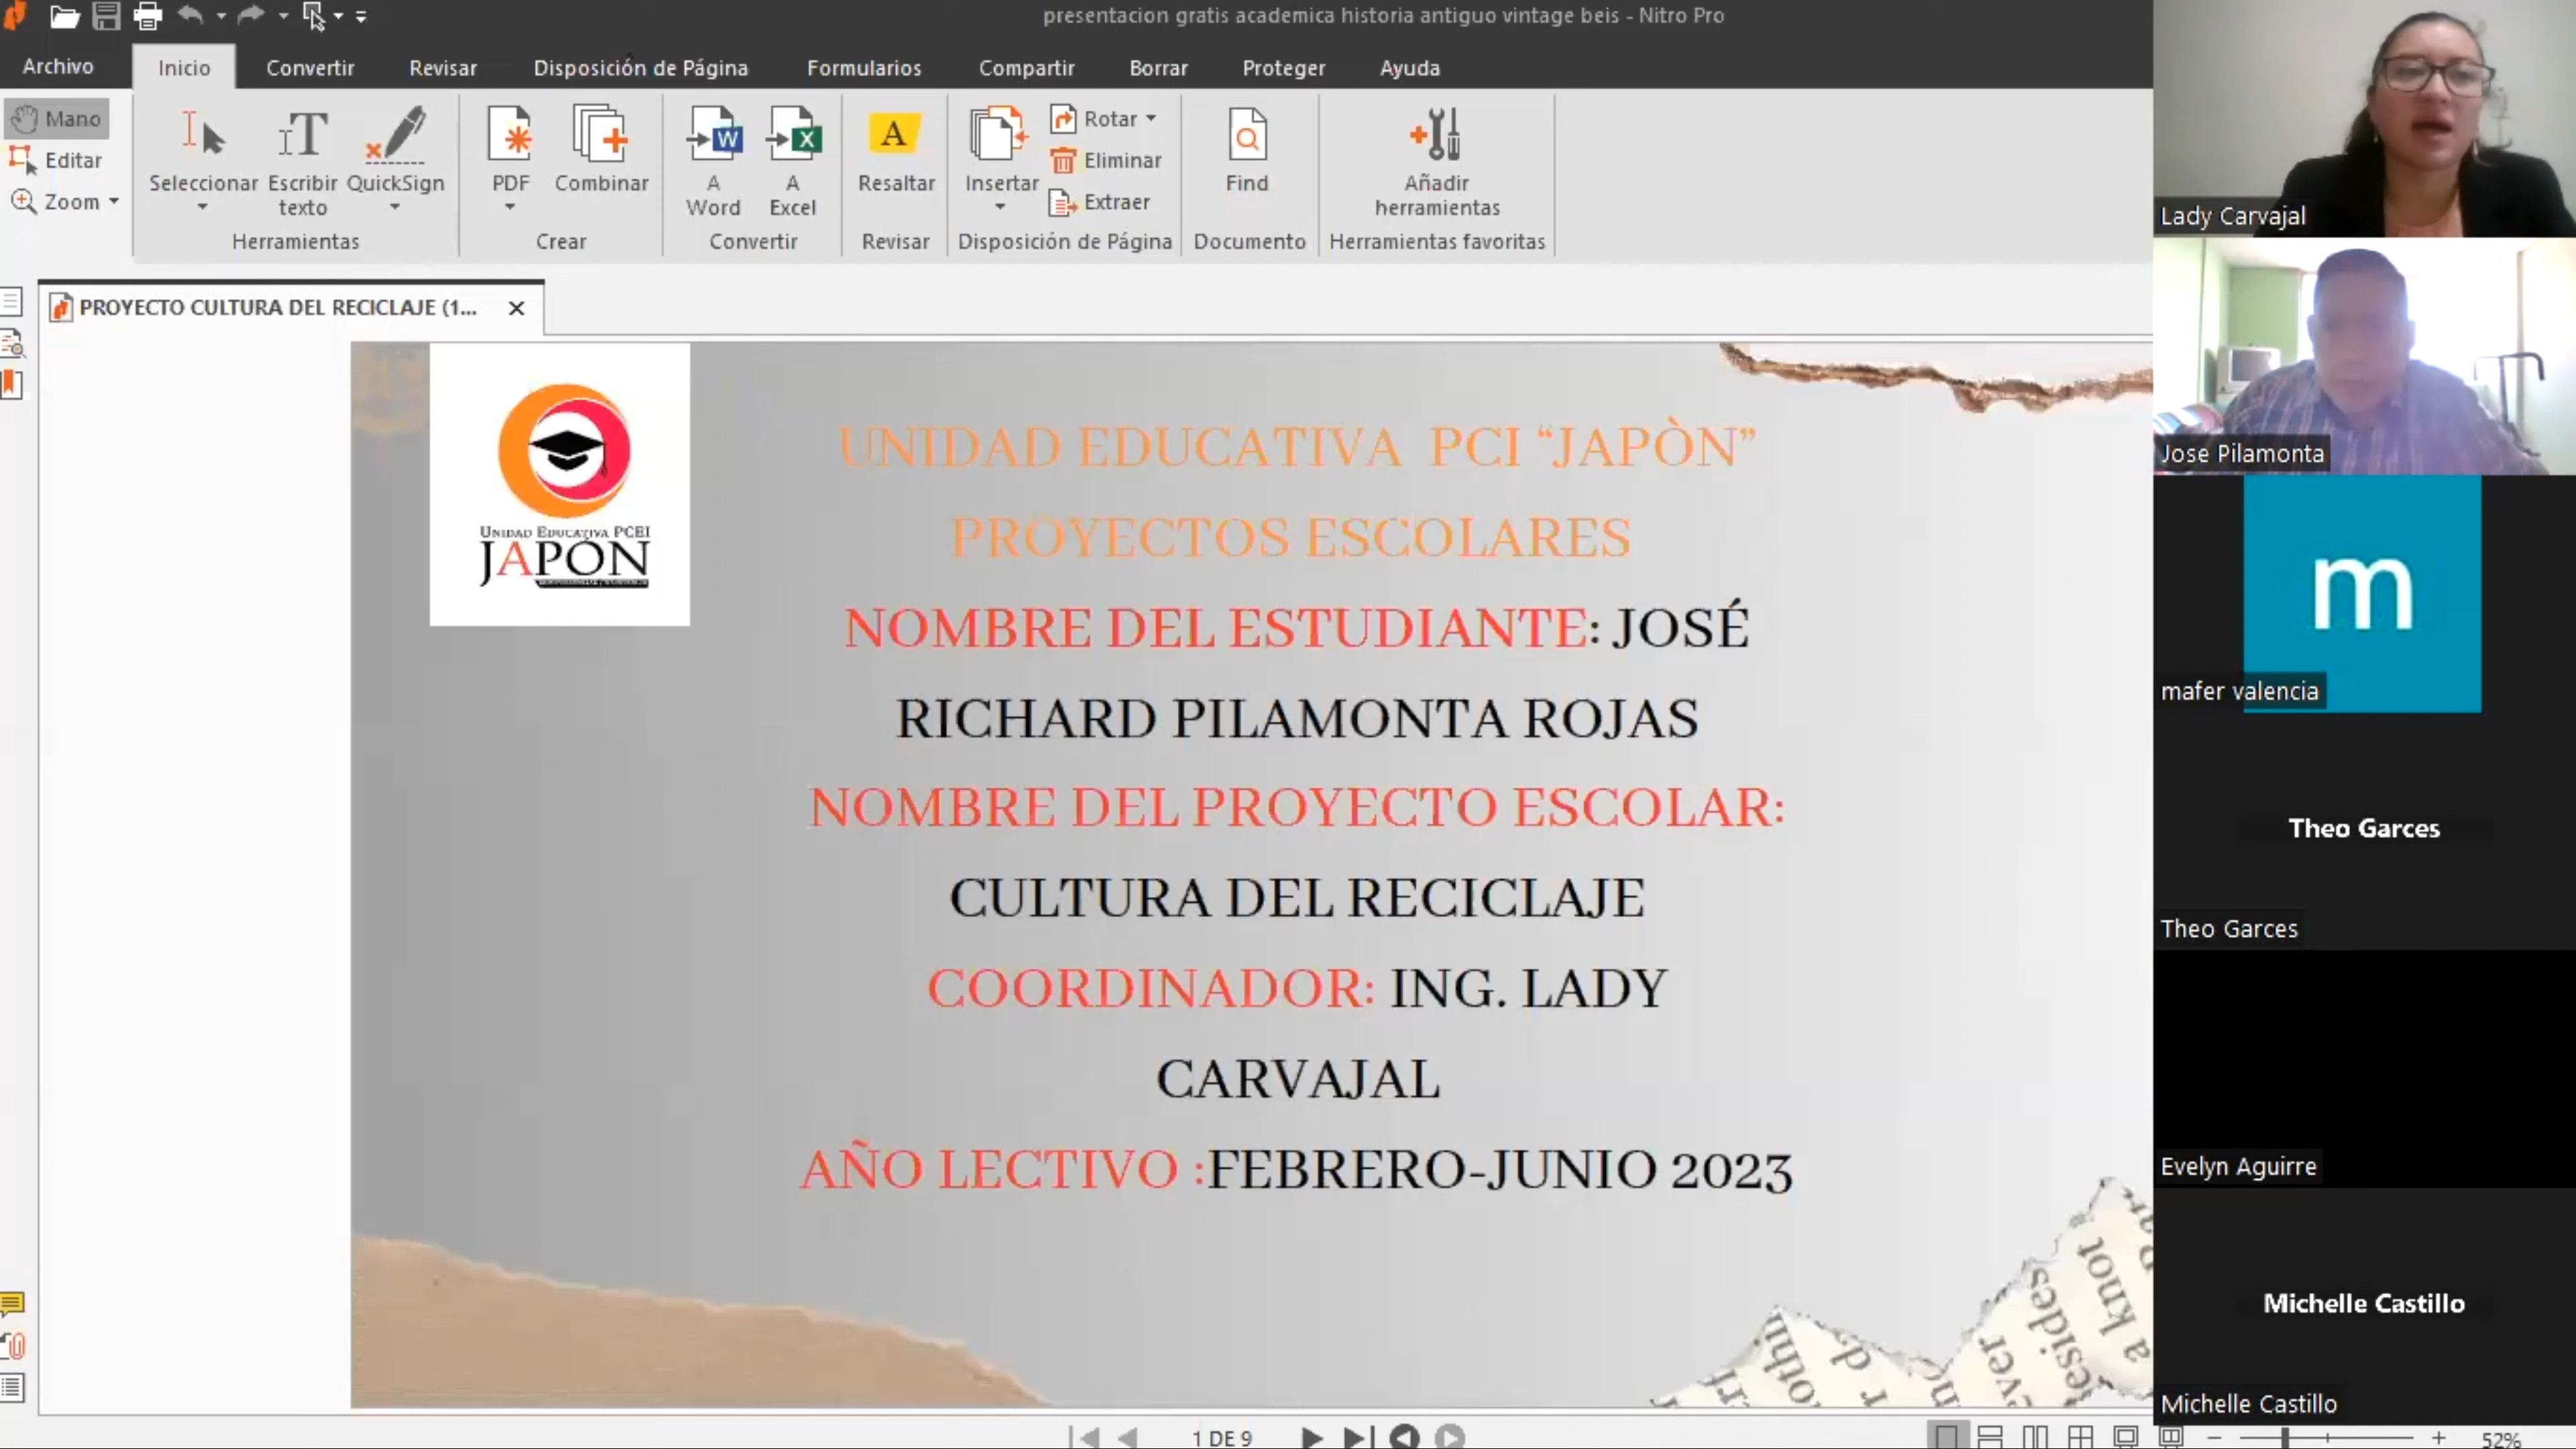 presentacion gratis academica historia antiguo vintage beis - Nitro Pro
Archivo
Inicio
Convertir
Revisar
Disposición de Página
Formularios
Compartir
Borrar
Proteger
Ayuda
Mano
Editar
Zoom
Seleccionar
Escribir
texto
QuickSign
Herramientas
PDF
Combinar
Crear
A
Word
A
Excel
Convertir
A
Resaltar
Revisar
Insertar
Rotar
Eliminar
Extraer
Disposición de Página
Find
Documento
Añadir
herramientas
Herramientas favoritas
PROYECTO CULTURA DEL RECICLAJE (1...
UNIDAD EDUCATIVA PCEI
JAPÓN
UNIDAD EDUCATIVA PCI “JAPÒN”
PROYECTOS ESCOLARES
NOMBRE DEL ESTUDIANTE: JOSÉ
RICHARD PILAMONTA ROJAS
NOMBRE DEL PROYECTO ESCOLAR:
CULTURA DEL RECICLAJE
COORDINADOR: ING. LADY
CARVAJAL
AÑO LECTIVO :FEBRERO-JUNIO 2023
a knot
esides
ever
1 DE 9
52%
Lady Carvajal
Jose Pilamonta
m
mafer valencia
Theo Garces
Theo Garces
Evelyn Aguirre
Michelle Castillo
Michelle Castillo